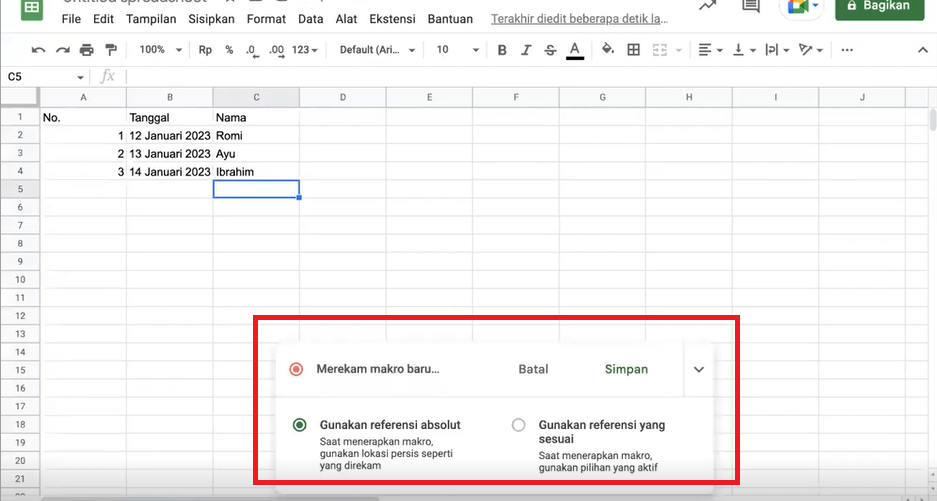 Untitled spreadsheet
File Edit Tampilan Sisipkan Format Data Alat Ekstensi Bantuan Terakhir diedit beberapa detik la...
Bagikan
100% Rp % .0 .00 123 Default (Ari... 10 B I S A ...
C5 fx
A B C D E F G H I J
1 No. Tanggal Nama
2 1 12 Januari 2023 Romi
3 2 13 Januari 2023 Ayu
4 3 14 Januari 2023 Ibrahim
5
6
7
8
9
10
11
12
13
14
15
16
17
18
19
20
21
Merekam makro baru... Batal Simpan
Gunakan referensi absolut
Saat menerapkan makro,
gunakan lokasi persis seperti
yang direkam
Gunakan referensi yang
sesuai
Saat menerapkan makro,
gunakan pilihan yang aktif